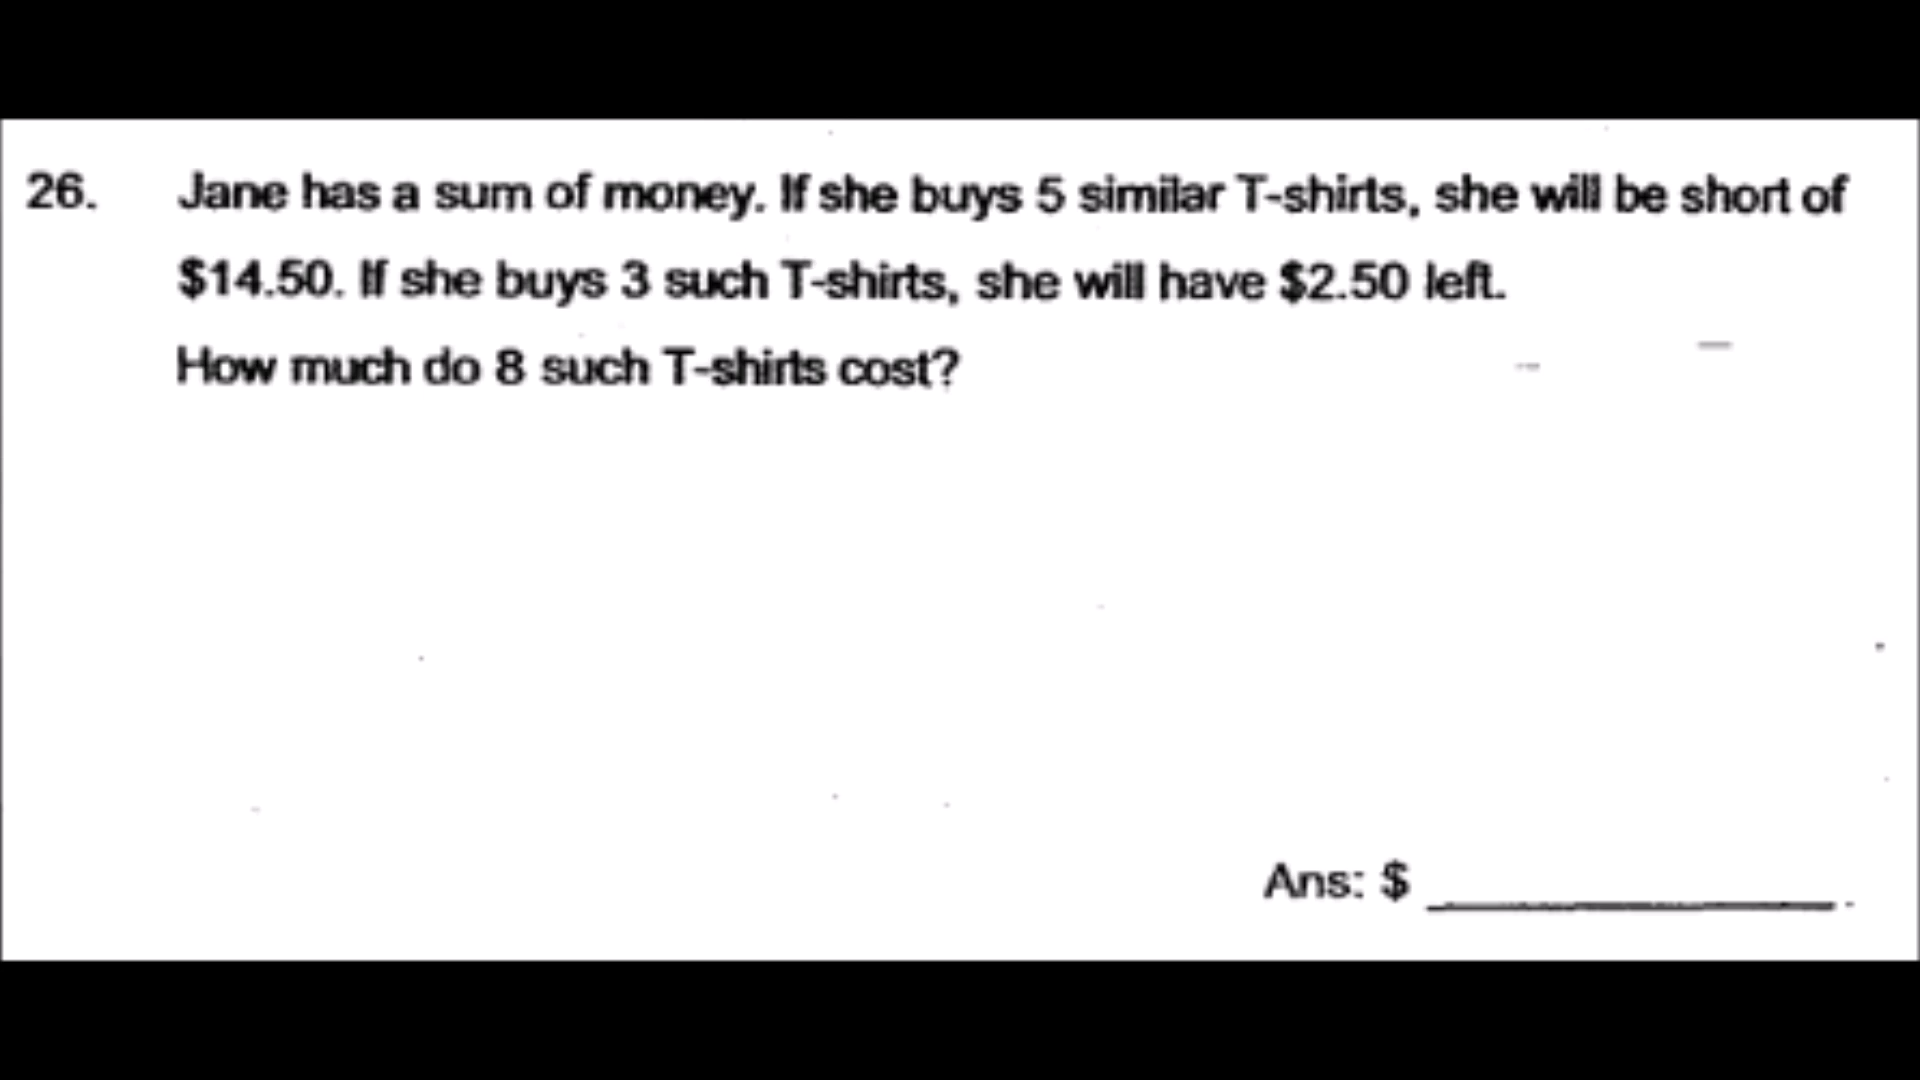 26. Jane has a sum of money. If she buys 5 similar T-shirts, she will be short of
$14.50. If she buys 3 such T-shirts, she will have $2.50 left.
How much do 8 such T-shirts cost?
Ans: $